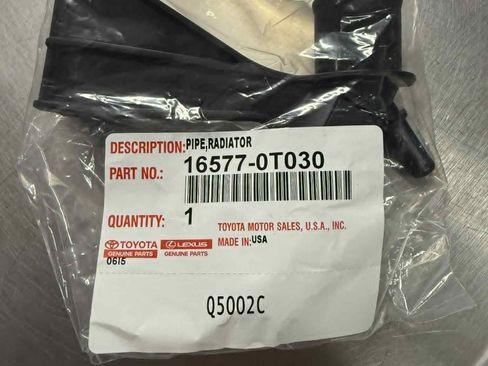 DESCRIPTION:PIPE,RADIATOR
PART NO.: 16577-0T030
QUANTITY: 1
TOYOTA MOTOR SALES, U.S.A., INC.
TOYOTA LEXUS MADE IN:USA
GENUINE PARTS GENUINE PARTS
0615
Q5002C